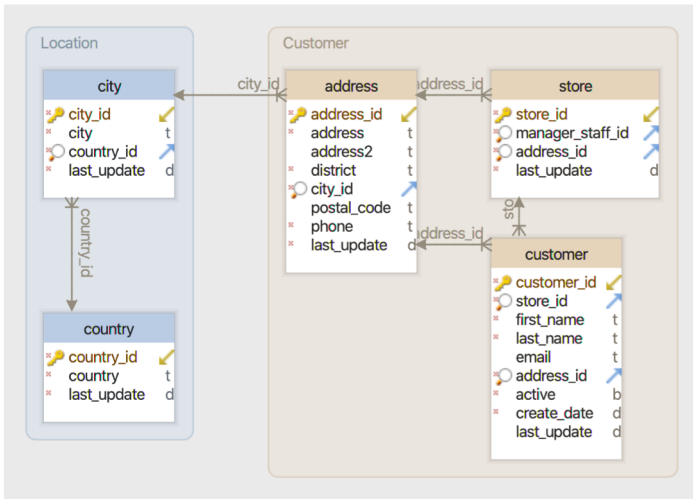 Location
Customer
city
city_id
city t
country_id
last_update d
country_id
country
country_id
country t
last_update d
city_id
address
address_id
address t
address2 t
district t
city_id
postal_code t
phone t
last_update d
address_id
address_id
store
store_id
manager_staff_id
address_id
last_update d
sto
customer
customer_id
store_id
first_name t
last_name t
email t
address_id
active b
create_date d
last_update d